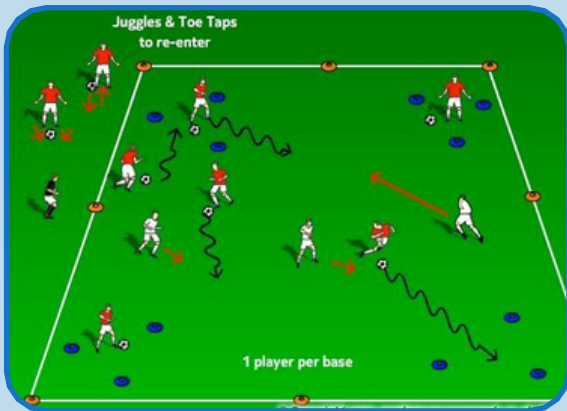 Juggles & Toe Taps
to re-enter
1 player per base